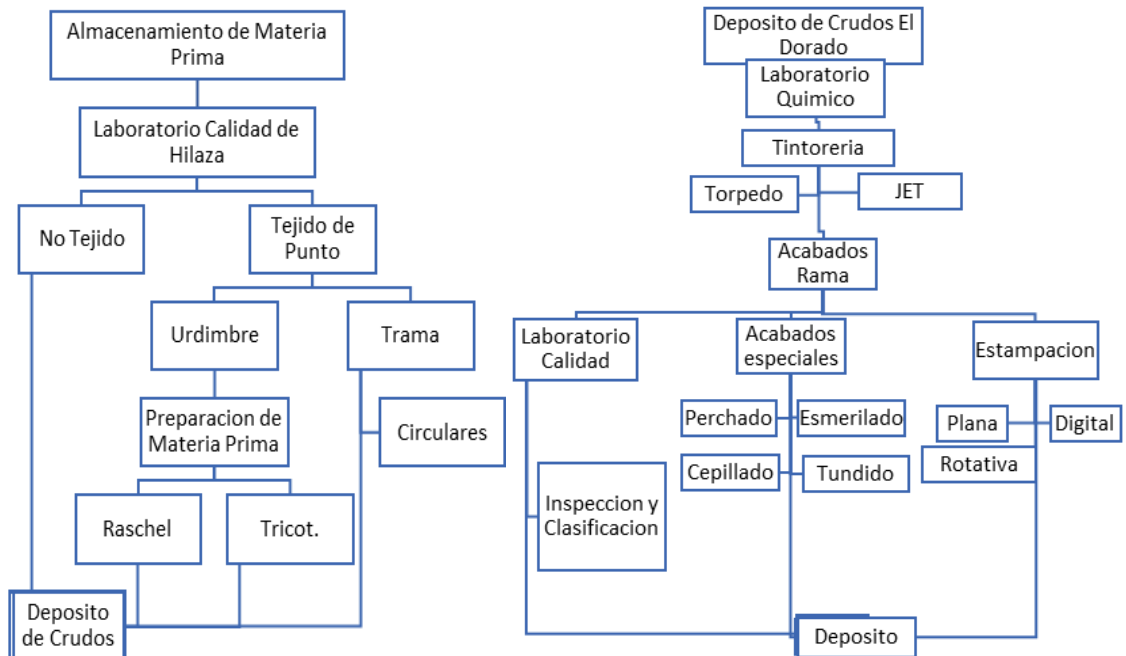 Almacenamiento de Materia
Prima
Laboratorio Calidad de
Hilaza
No Tejido
Tejido de
Punto
Urdimbre
Trama
Preparacion de
Materia Prima
Circulares
Raschel
Tricot.
Deposito
de Crudos
Deposito de Crudos El
Dorado
Laboratorio
Quimico
Tintoreria
Torpedo
JET
Acabados
Rama
Laboratorio
Calidad
Acabados
especiales
Estampacion
Perchado
Esmerilado
Plana
Digital
Cepillado
Tundido
Rotativa
Inspeccion y
Clasificacion
Deposito